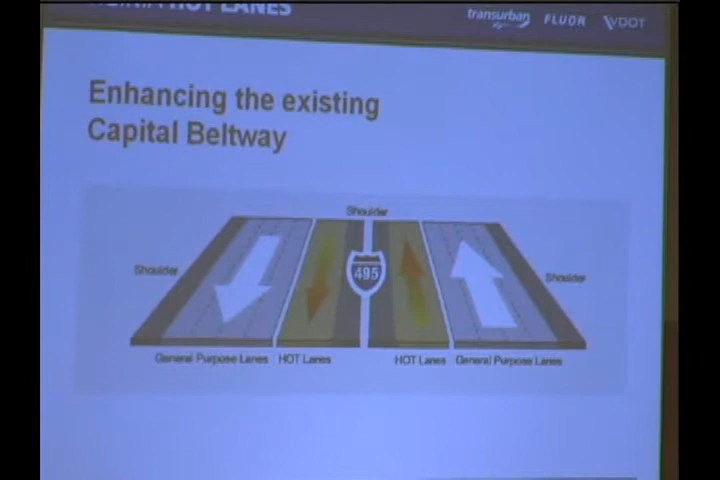 HOT LANES
transurban FLUOR VDOT
Enhancing the existing
Capital Beltway
Shoulder
Shoulder
495
Shoulder
General Purpose Lanes HOT Lanes HOT Lanes General Purpose Lanes